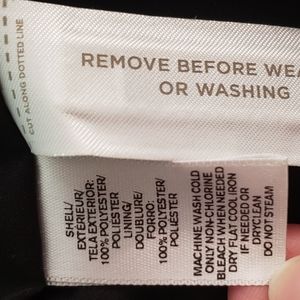 CUT ALONG DOTTED LINE
REMOVE BEFORE WEA
OR WASHING
SHELL/
EXTÉRIEUR/
TELA EXTERIOR:
100% POLYESTER/
POLIESTER
LINING/
DOUBLURE/
FORRO:
100% POLYESTER/
POLIESTER
MACHINE WASH COLD
ONLY NON-CHLORINE
BLEACH WHEN NEEDED
DRY FLAT COOL IRON
IF NEEDED OR
DRYCLEAN
DO NOT STEAM